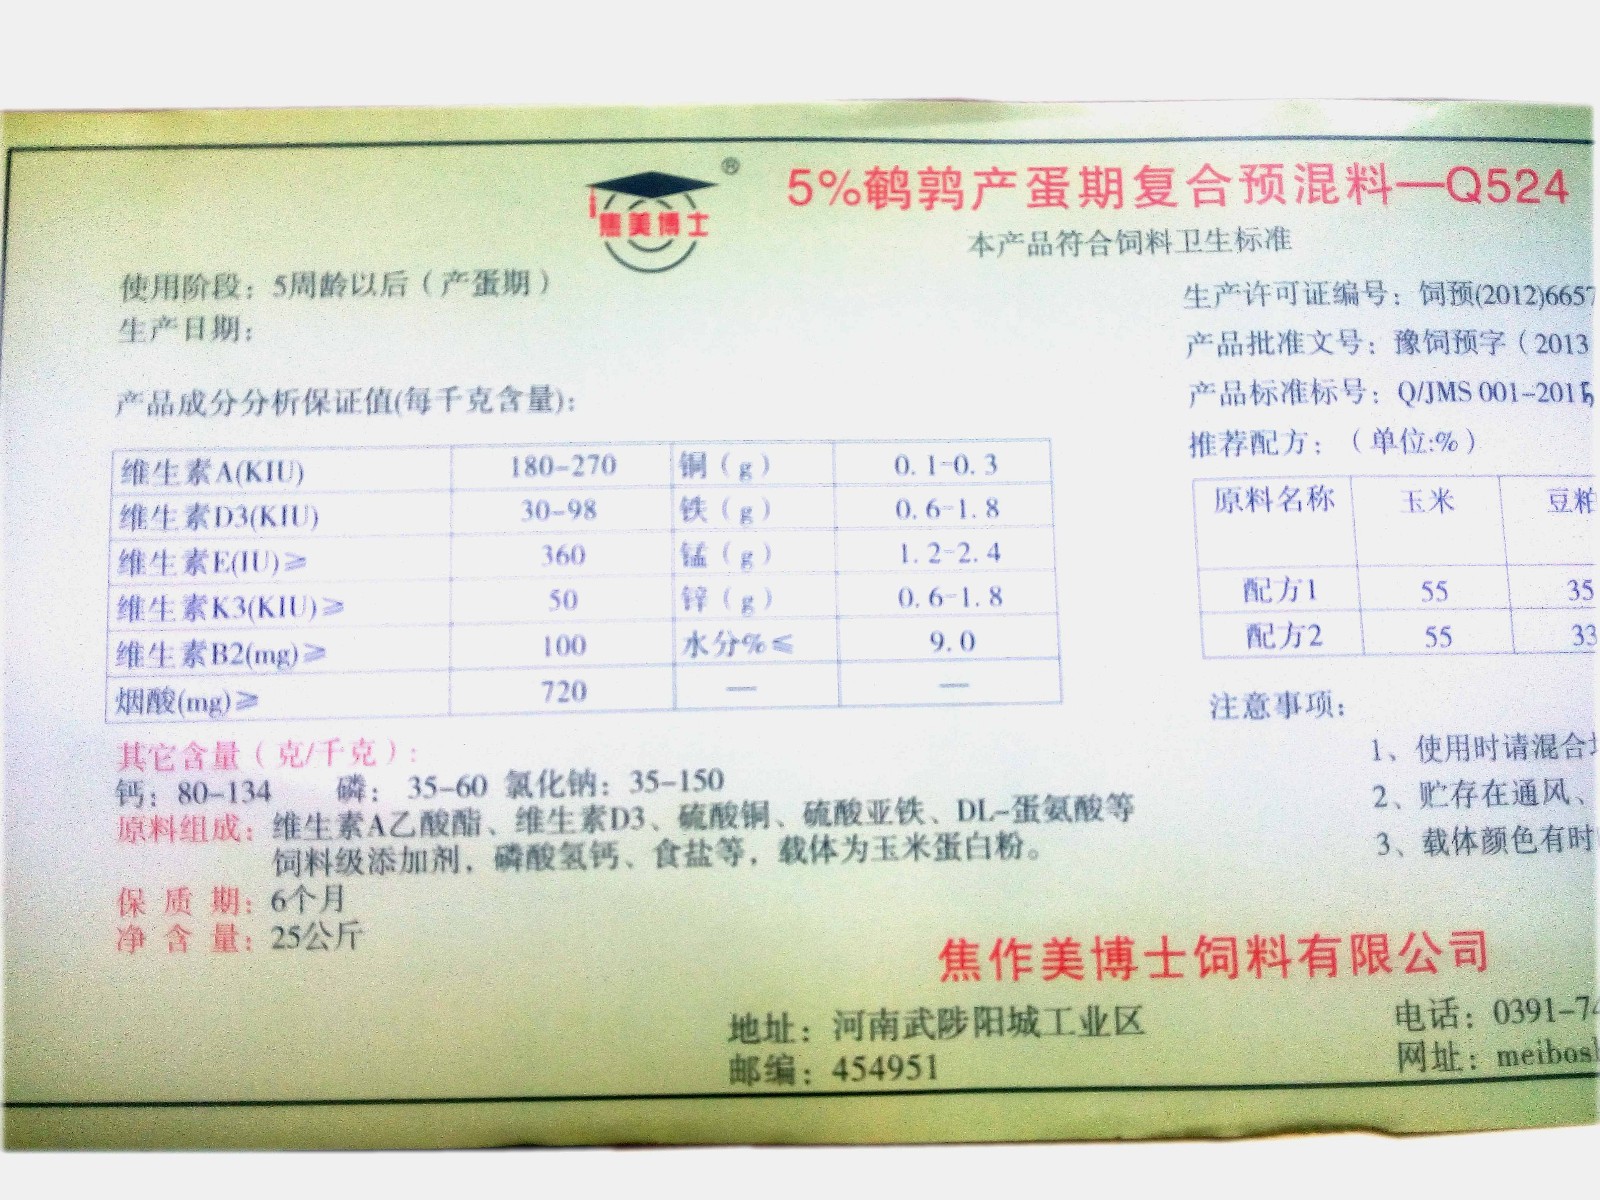 焦美博士®
5%鹌鹑产蛋期复合预混料—Q524
本产品符合饲料卫生标准
使用阶段：5周龄以后（产蛋期）
生产日期：
产品成分分析保证值(每千克含量)：
维生素A(KIU) 180-270 铜（g） 0.1-0.3
维生素D3(KIU) 30-98 铁（g） 0.6-1.8
维生素E(IU)≥ 360 锰（g） 1.2-2.4
维生素K3(KIU)≥ 50 锌（g） 0.6-1.8
维生素B2(mg)≥ 100 水分%≤ 9.0
烟酸(mg)≥ 720 — —
其它含量（克/千克）:
钙：80-134 磷：35-60 氯化钠：35-150
原料组成：维生素A乙酸酯、维生素D3、硫酸铜、硫酸亚铁、DL-蛋氨酸等
饲料级添加剂，磷酸氢钙、食盐等，载体为玉米蛋白粉。
保质期：6个月
净含量：25公斤
生产许可证编号：饲预(2012)6657
产品批准文号：豫饲预字（2013
产品标准标号：Q/JMS 001-2015
推荐配方：（单位:%）
原料名称 玉米 豆粕
配方1 55 35
配方2 55 33
注意事项：
1、使用时请混合
2、贮存在通风、
3、载体颜色有时
焦作美博士饲料有限公司
地址：河南武陟阳城工业区
邮编：454951
电话：0391-74
网址：meibos